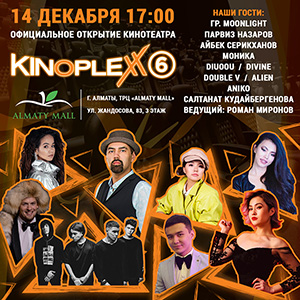 14 ДЕКАБРЯ 17:00
ОФИЦИАЛЬНОЕ ОТКРЫТИЕ КИНОТЕАТРА
KINOPLEXX 6
ALMATY MALL
Г. АЛМАТЫ, ТРЦ «ALMATY MALL»
УЛ. ЖАНДОСОВА, 83, 3 ЭТАЖ
НАШИ ГОСТИ:
ГР. MOONLIGHT
ПАРВИЗ НАЗАРОВ
АЙБЕК СЕРИКХАНОВ
МОНИКА
DIUOOU / DIVINE
DOUBLE V / ALIEN
ANIKO
САЛТАНАТ КУДАЙБЕРГЕНОВА
ВЕДУЩИЙ: РОМАН МИРОНОВ